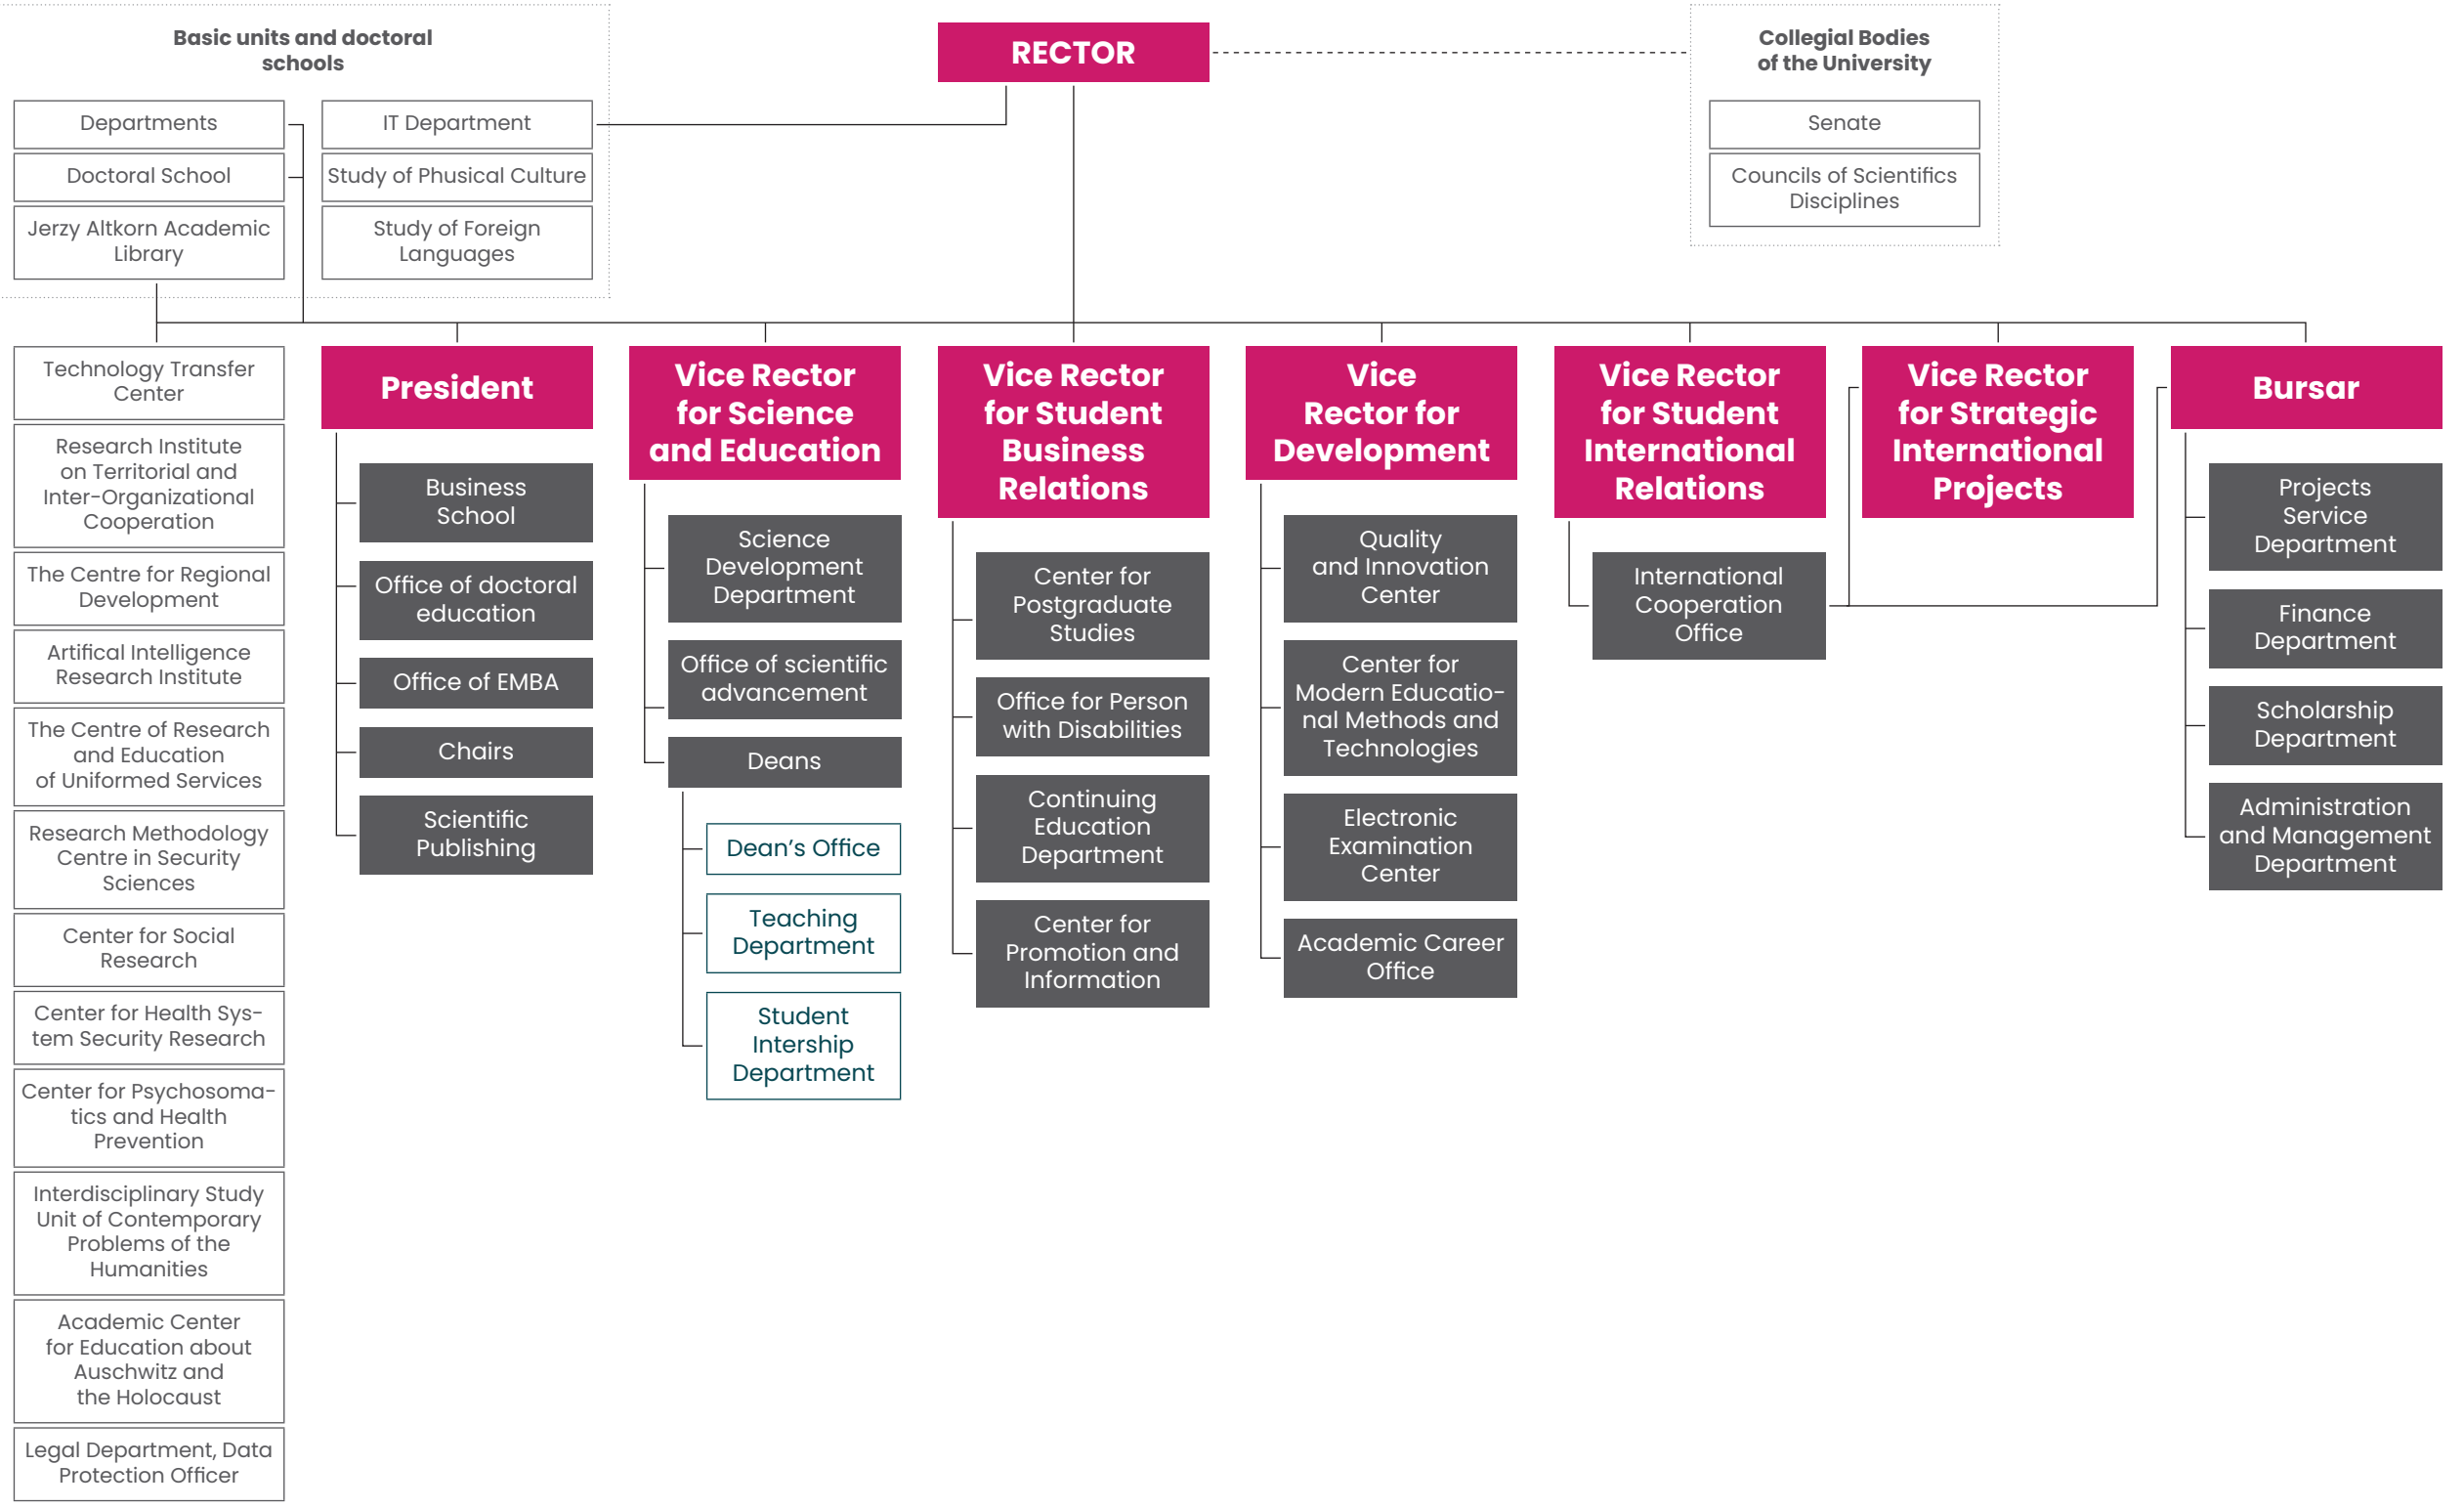 Basic units and doctoral
schools
Departments
Doctoral School
Jerzy Altkorn Academic
Library
IT Department
Study of Phusical Culture
Study of Foreign
Languages
RECTOR
Collegial Bodies
of the University
Senate
Councils of Scientifics
Disciplines
Technology Transfer
Center
Research Institute
on Territorial and
Inter-Organizational
Cooperation
The Centre for Regional
Development
Artifical Intelligence
Research Institute
The Centre of Research
and Education
of Uniformed Services
Research Methodology
Centre in Security
Sciences
Center for Social
Research
Center for Health Sys-
tem Security Research
Center for Psychosoma-
tics and Health
Prevention
Interdisciplinary Study
Unit of Contemporary
Problems of the
Humanities
Academic Center
for Education about
Auschwitz and
the Holocaust
Legal Department, Data
Protection Officer
President
Business
School
Office of doctoral
education
Office of EMBA
Chairs
Scientific
Publishing
Vice Rector
for Science
and Education
Science
Development
Department
Office of scientific
advancement
Deans
Dean's Office
Teaching
Department
Student
Intership
Department
Vice Rector
for Student
Business
Relations
Center for
Postgraduate
Studies
Office for Person
with Disabilities
Continuing
Education
Department
Center for
Promotion and
Information
Vice
Rector for
Development
Quality
and Innovation
Center
Center for
Modern Educatio-
nal Methods and
Technologies
Electronic
Examination
Center
Academic Career
Office
Vice Rector
for Student
International
Relations
International
Cooperation
Office
Vice Rector
for Strategic
International
Projects
Bursar
Projects
Service
Department
Finance
Department
Scholarship
Department
Administration
and Management
Department